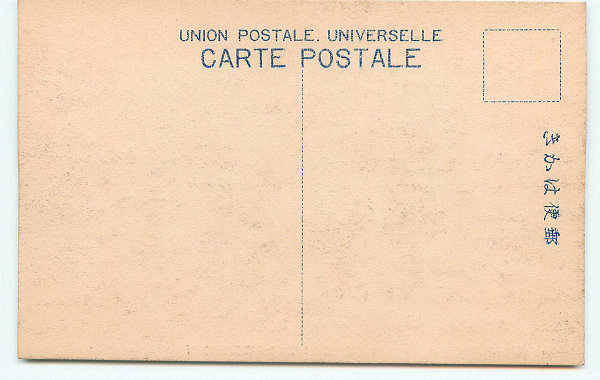 UNION POSTALE. UNIVERSELLE
CARTE POSTALE
郵便はかき